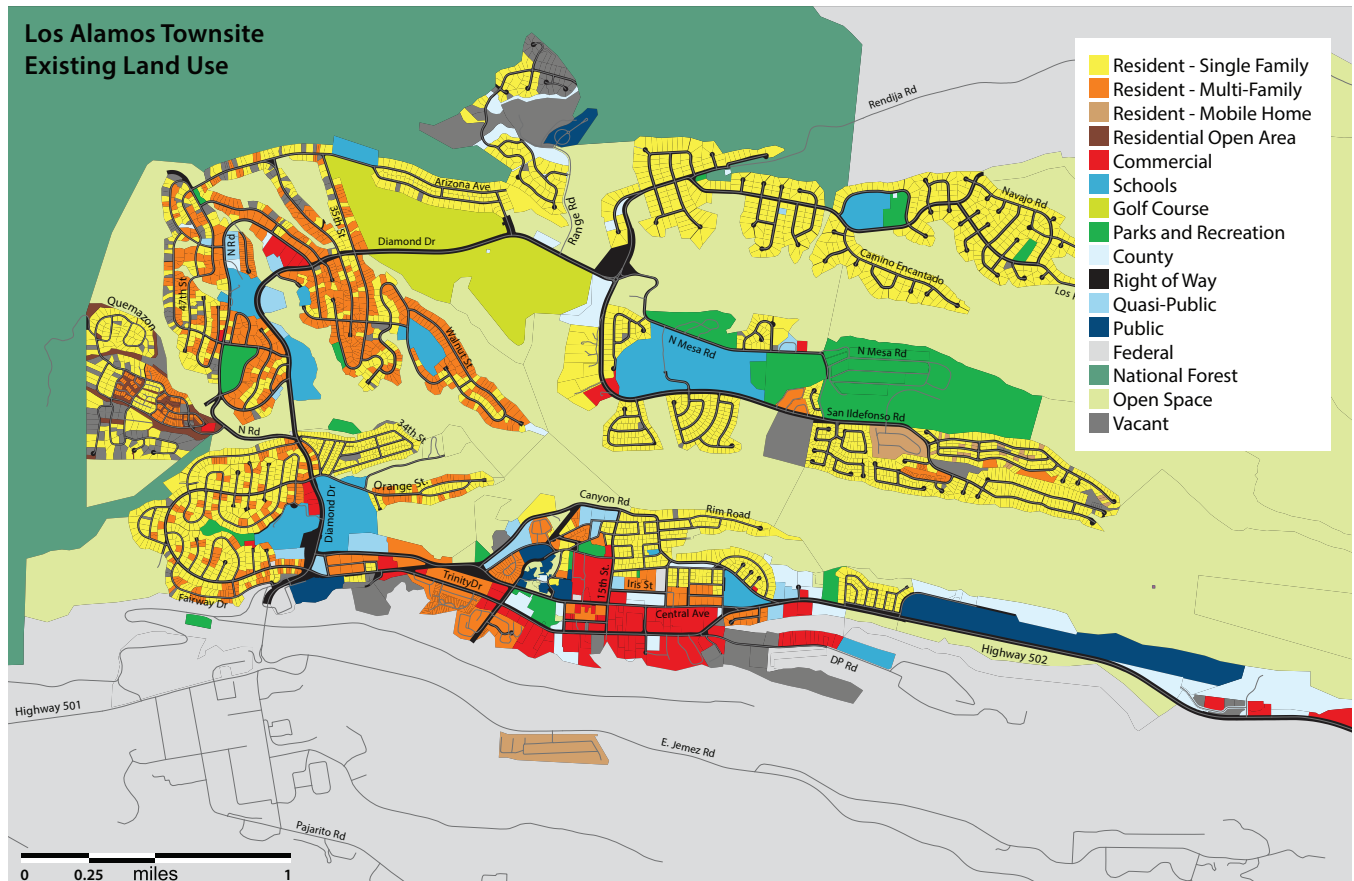 Los Alamos Townsite
Existing Land Use
Resident - Single Family
Resident - Multi-Family
Resident - Mobile Home
Residential Open Area
Commercial
Schools
Golf Course
Parks and Recreation
County
Right of Way
Quasi-Public
Public
Federal
National Forest
Open Space
Vacant
Rendija Rd
Arizona Ave
Navajo Rd
35th St
Range Rd
N Rd
Diamond Dr
Camino Encantado
47th St
Los
Quemazon
Walnut St
N Mesa Rd
N Mesa Rd
San Ildefonso Rd
N Rd
34th St
Orange St.
Diamond Dr
Canyon Rd
Rim Road
Trinity Dr
15th St.
Iris St
Fairway Dr
Central Ave
Highway 502
DP Rd
Highway 501
E. Jemez Rd
Pajarito Rd
0 0.25 miles 1